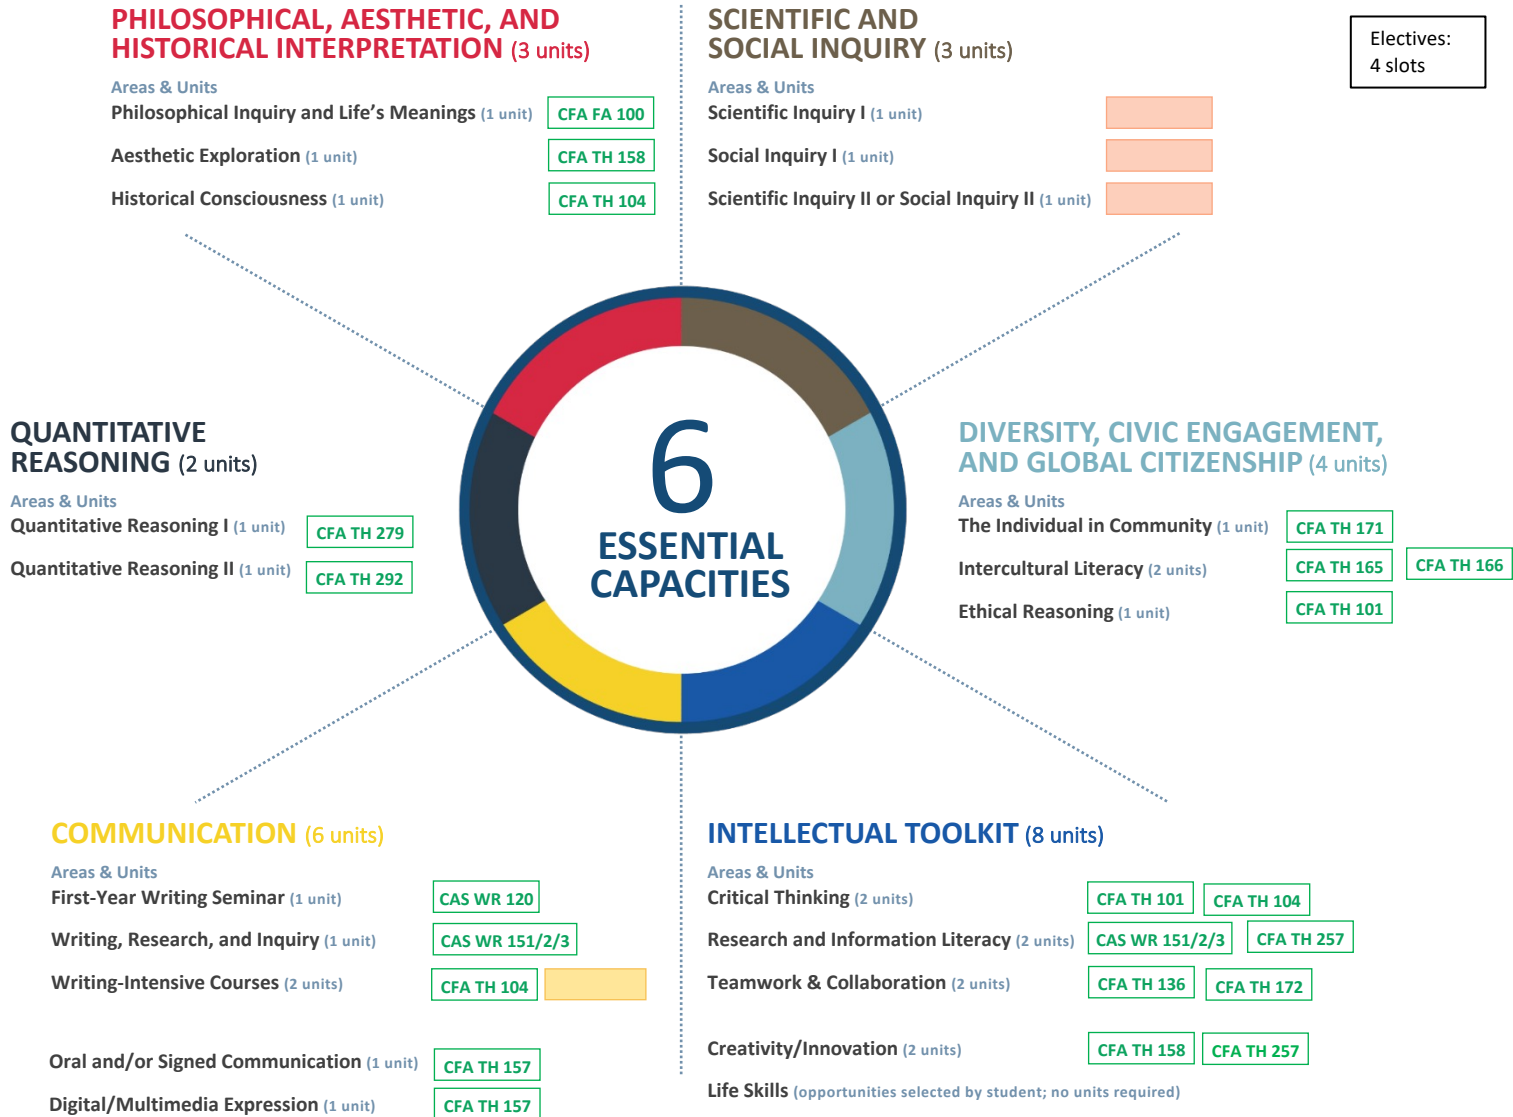 PHILOSOPHICAL, AESTHETIC, AND
HISTORICAL INTERPRETATION (3 units)
Areas & Units
Philosophical Inquiry and Life's Meanings (1 unit) CFA FA 100
Aesthetic Exploration (1 unit) CFA TH 158
Historical Consciousness (1 unit) CFA TH 104
SCIENTIFIC AND
SOCIAL INQUIRY (3 units)
Areas & Units
Scientific Inquiry I (1 unit)
Social Inquiry I (1 unit)
Scientific Inquiry II or Social Inquiry II (1 unit)
Electives:
4 slots
QUANTITATIVE
REASONING (2 units)
Areas & Units
Quantitative Reasoning I (1 unit) CFA TH 279
Quantitative Reasoning II (1 unit) CFA TH 292
6
ESSENTIAL
CAPACITIES
DIVERSITY, CIVIC ENGAGEMENT,
AND GLOBAL CITIZENSHIP (4 units)
Areas & Units
The Individual in Community (1 unit) CFA TH 171
Intercultural Literacy (2 units) CFA TH 165 CFA TH 166
Ethical Reasoning (1 unit) CFA TH 101
COMMUNICATION (6 units)
Areas & Units
First-Year Writing Seminar (1 unit) CAS WR 120
Writing, Research, and Inquiry (1 unit) CAS WR 151/2/3
Writing-Intensive Courses (2 units) CFA TH 104
Oral and/or Signed Communication (1 unit) CFA TH 157
Digital/Multimedia Expression (1 unit) CFA TH 157
INTELLECTUAL TOOLKIT (8 units)
Areas & Units
Critical Thinking (2 units) CFA TH 101 CFA TH 104
Research and Information Literacy (2 units) CAS WR 151/2/3 CFA TH 257
Teamwork & Collaboration (2 units) CFA TH 136 CFA TH 172
Creativity/Innovation (2 units) CFA TH 158 CFA TH 257
Life Skills (opportunities selected by student; no units required)